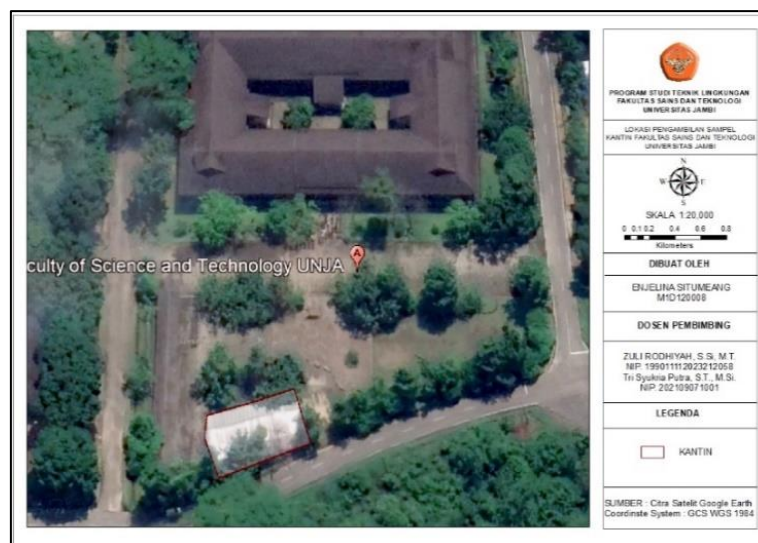 culty of Science and Technology UNJA
A
PROGRAM STUDI TEKNIK LINGKUNGAN
FAKULTAS SAINS DAN TEKNOLOGI
UNIVERSITAS JAMBI
LOKASI PENGAMBILAN SAMPEL
KANTIN FAKULTAS SAINS DAN TEKNOLOGI
UNIVERSITAS JAMBI
N
W E
S
SKALA 1:20,000
0 0.1 0.2 0.4 0.6 0.8
Kilometers
DIBUAT OLEH
ENJELINA SITUMEANG
M1D120008
DOSEN PEMBIMBING
ZULI RODHIYAH, S.Si, M.T.
NIP. 199011112023212058
Tri Syukria Putra, S.T., M.Si.
NIP. 202109071001
LEGENDA
KANTIN
SUMBER : Citra Satelit Google Earth
Coordinste System : GCS WGS 1984